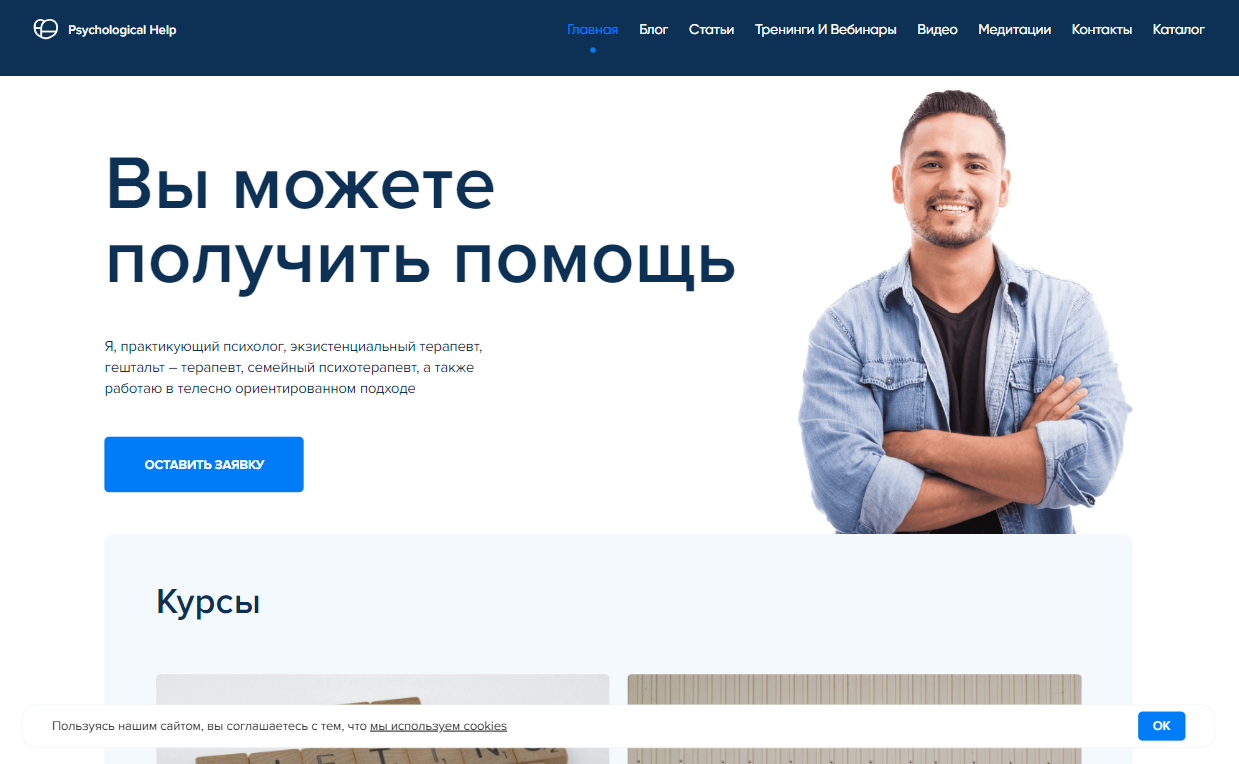 Psychological Help
Главная Блог Статьи Тренинги И Вебинары Видео Медитации Контакты Каталог
Вы можете
получить помощь
Я, практикующий психолог, экзистенциальный терапевт,
гештальт – терапевт, семейный психотерапевт, а также
работаю в телесно ориентированном подходе
ОСТАВИТЬ ЗАЯВКУ
Курсы
Пользуясь нашим сайтом, вы соглашаетесь с тем, что мы используем cookies
ОК